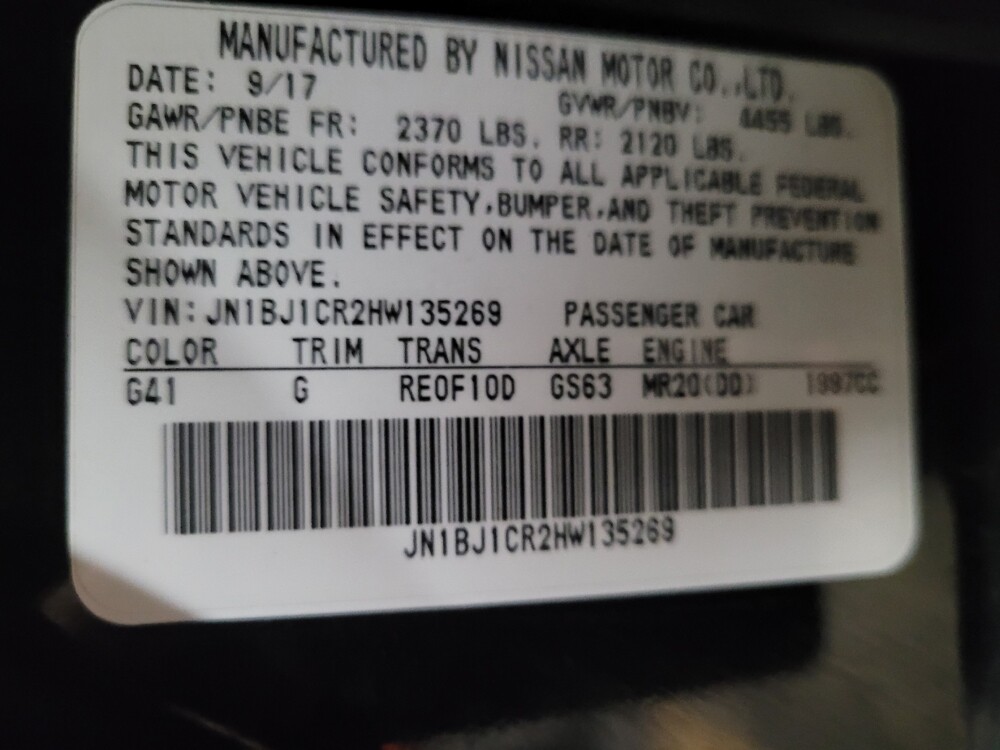 MANUFACTURED BY NISSAN MOTOR CO.,LTD.
DATE: 9/17 GVWR/PNBV: 4455 LBS.
GAWR/PNBE FR: 2370 LBS. RR: 2120 LBS.
THIS VEHICLE CONFORMS TO ALL APPLICABLE FEDERAL
MOTOR VEHICLE SAFETY,BUMPER,AND THEFT PREVENTION
STANDARDS IN EFFECT ON THE DATE OF MANUFACTURE
SHOWN ABOVE.
VIN: JN1BJ1CR2HW135269 PASSENGER CAR
COLOR TRIM TRANS AXLE ENGINE
G41 G RE0F10D GS63 MR20(DD) 1997CC
JN1BJ1CR2HW135269